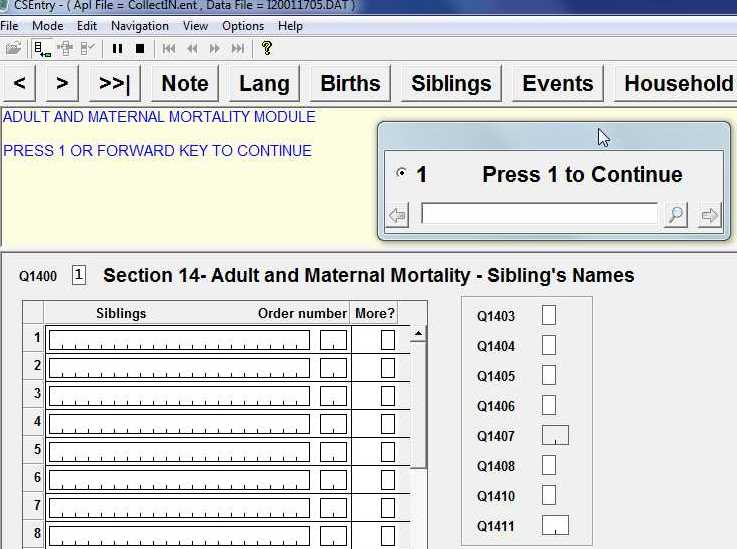 CSEntry - ( Apl File = CollectIN.ent , Data File = I20011705.DAT )
File Mode Edit Navigation View Options Help
< > >>| Note Lang Births Siblings Events Household
ADULT AND MATERNAL MORTALITY MODULE
PRESS 1 OR FORWARD KEY TO CONTINUE
1 Press 1 to Continue
Q1400 1 Section 14- Adult and Maternal Mortality - Sibling's Names
Siblings Order number More?
1
2
3
4
5
6
7
8
Q1403
Q1404
Q1405
Q1406
Q1407
Q1408
Q1410
Q1411